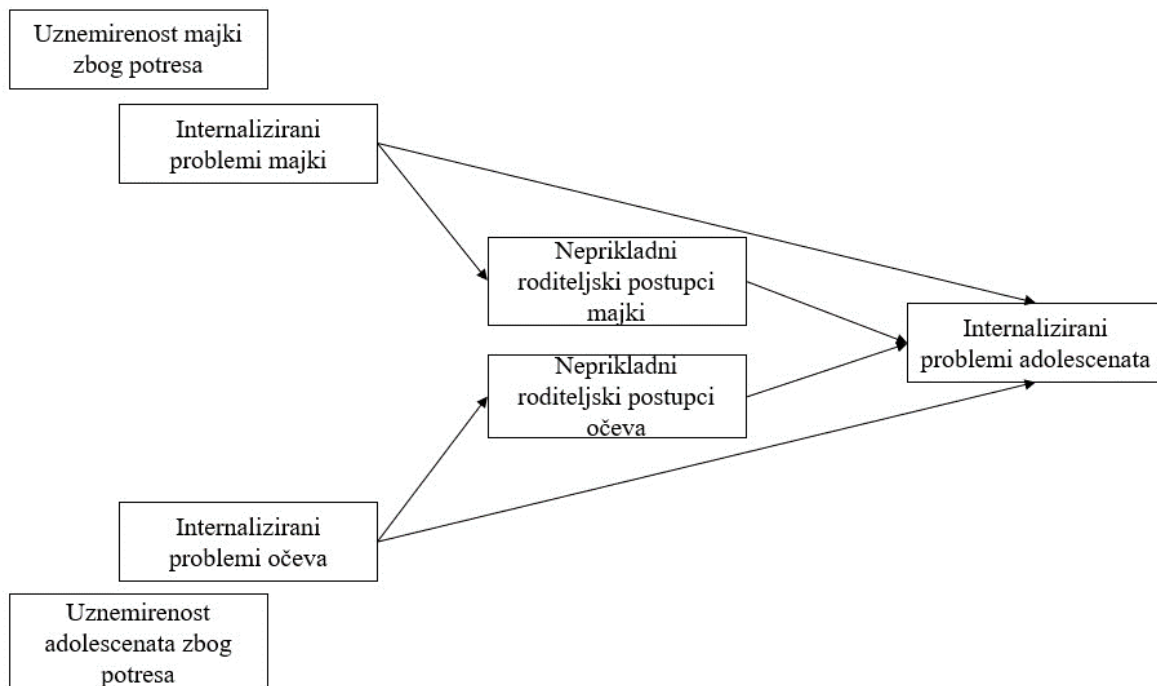 Uznemirenost majki
zbog potresa
Internalizirani
problemi majki
Neprikladni
roditeljski postupci
majki
Internalizirani
problemi adolescenata
Neprikladni
roditeljski postupci
očeva
Internalizirani
problemi očeva
Uznemirenost
adolescenata zbog
potresa